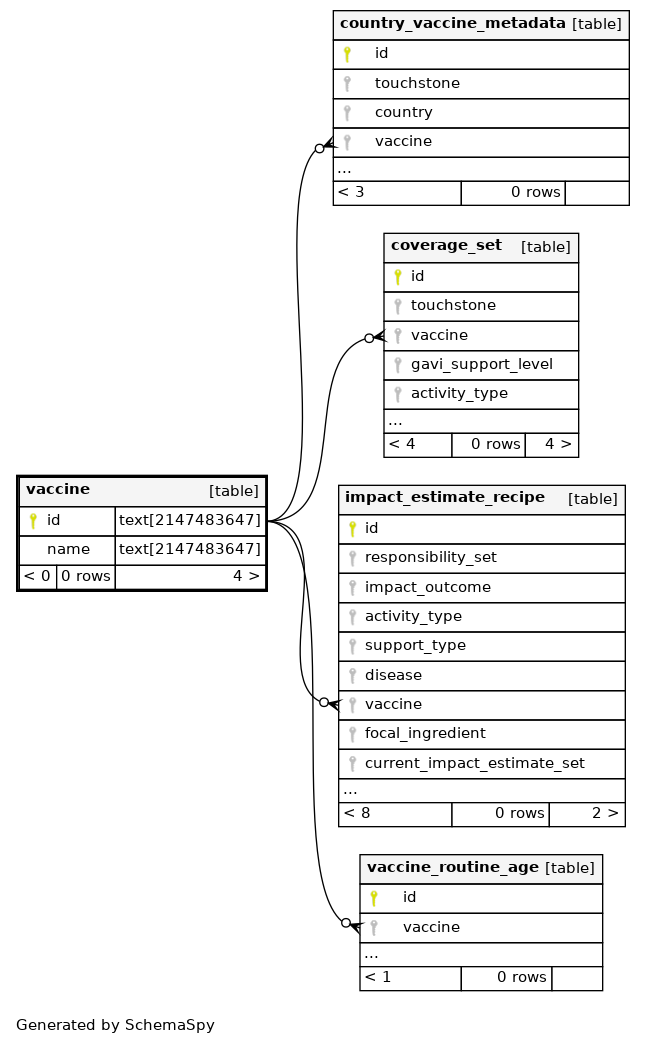 country_vaccine_metadata [table]
id
touchstone
country
vaccine
...
< 3 0 rows
coverage_set [table]
id
touchstone
vaccine
gavi_support_level
activity_type
...
< 4 0 rows 4 >
vaccine [table]
id text[2147483647]
name text[2147483647]
< 0 0 rows 4 >
impact_estimate_recipe [table]
id
responsibility_set
impact_outcome
activity_type
support_type
disease
vaccine
focal_ingredient
current_impact_estimate_set
...
< 8 0 rows 2 >
vaccine_routine_age [table]
id
vaccine
...
< 1 0 rows
Generated by SchemaSpy